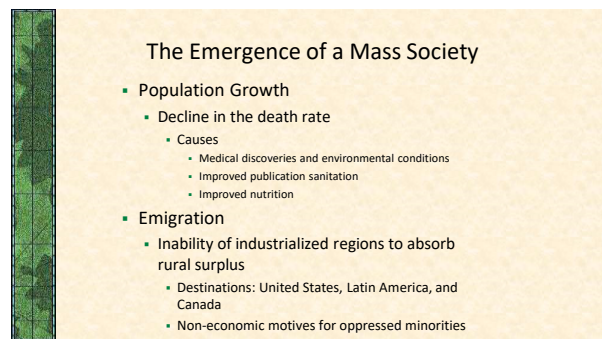 The Emergence of a Mass Society
▪ Population Growth
▪ Decline in the death rate
▪ Causes
▪ Medical discoveries and environmental conditions
▪ Improved publication sanitation
▪ Improved nutrition
▪ Emigration
▪ Inability of industrialized regions to absorb
rural surplus
▪ Destinations: United States, Latin America, and
Canada
▪ Non-economic motives for oppressed minorities